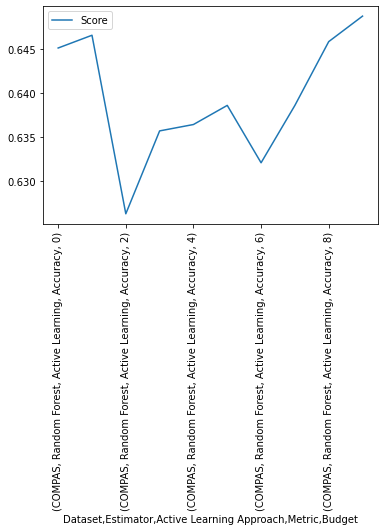 Score
0.645
0.640
0.635
0.630
(COMPAS, Random Forest, Active Learning, Accuracy, 0)
(COMPAS, Random Forest, Active Learning, Accuracy, 2)
(COMPAS, Random Forest, Active Learning, Accuracy, 4)
(COMPAS, Random Forest, Active Learning, Accuracy, 6)
(COMPAS, Random Forest, Active Learning, Accuracy, 8)
Dataset,Estimator,Active Learning Approach,Metric,Budget